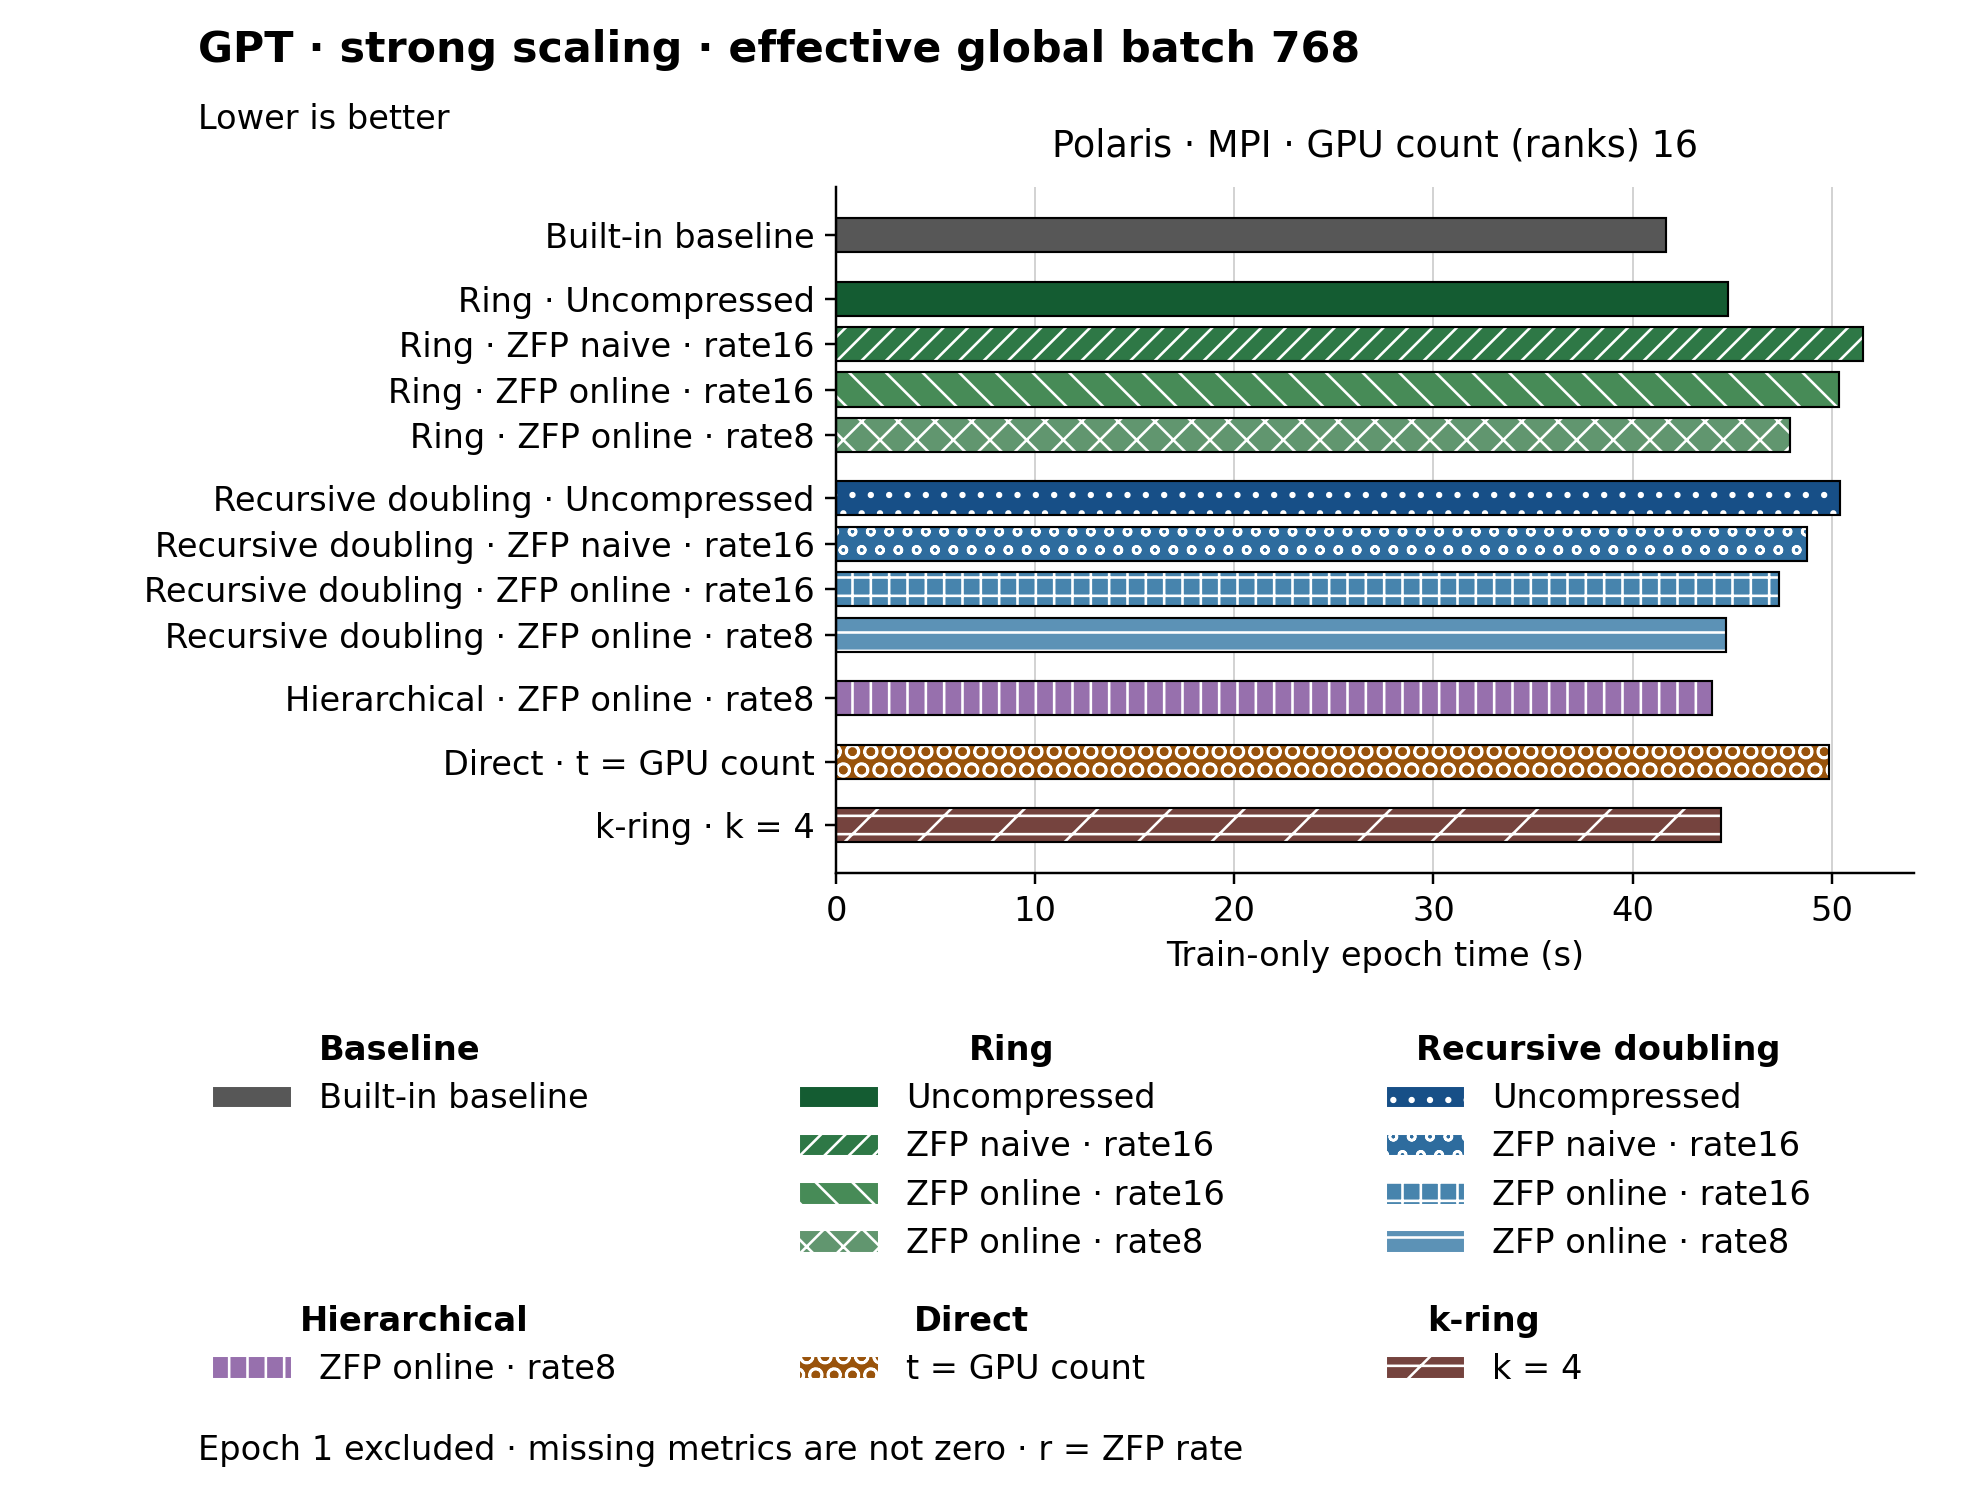 GPT · strong scaling · effective global batch 768
Lower is better
Polaris · MPI · GPU count (ranks) 16
Built-in baseline
Ring · Uncompressed
Ring · ZFP naive · rate16
Ring · ZFP online · rate16
Ring · ZFP online · rate8
Recursive doubling · Uncompressed
Recursive doubling · ZFP naive · rate16
Recursive doubling · ZFP online · rate16
Recursive doubling · ZFP online · rate8
Hierarchical · ZFP online · rate8
Direct · t = GPU count
k-ring · k = 4
0 10 20 30 40 50
Train-only epoch time (s)
Baseline
Built-in baseline
Ring
Uncompressed
ZFP naive · rate16
ZFP online · rate16
ZFP online · rate8
Recursive doubling
Uncompressed
ZFP naive · rate16
ZFP online · rate16
ZFP online · rate8
Hierarchical
ZFP online · rate8
Direct
t = GPU count
k-ring
k = 4
Epoch 1 excluded · missing metrics are not zero · r = ZFP rate